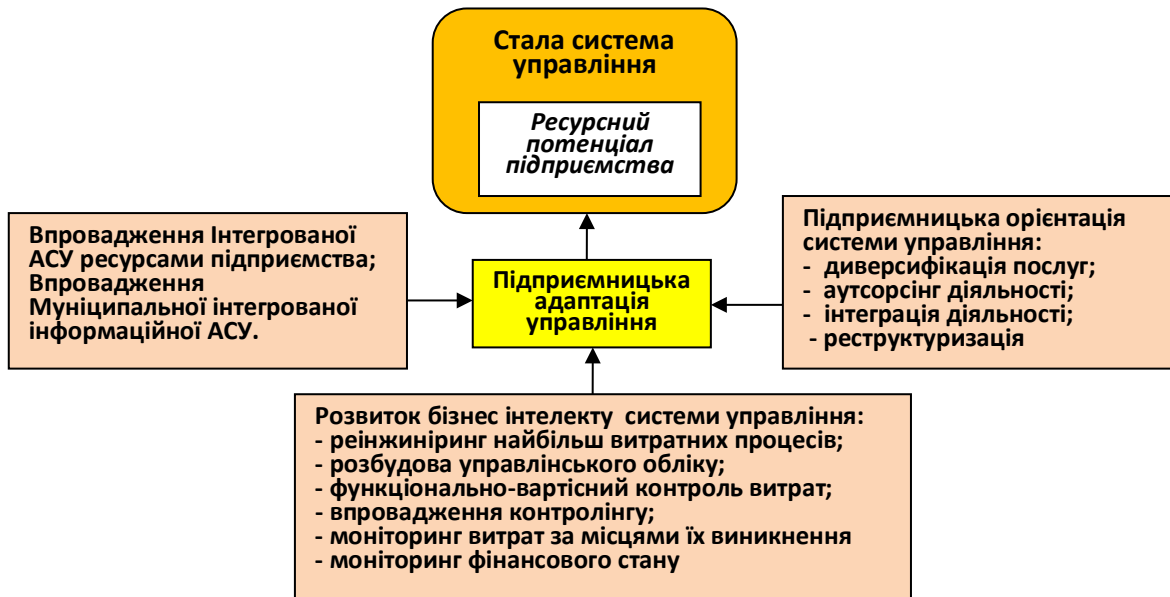 Стала система
управління
Ресурсний
потенціал
підприємства
Впровадження Інтегрованої
АСУ ресурсами підприємства;
Впровадження
Муніципальної інтегрованої
інформаційної АСУ.
Підприємницька
адаптація
управління
Підприємницька орієнтація
системи управління:
- диверсифікація послуг;
- аутсорсінг діяльності;
- інтеграція діяльності;
- реструктуризація
Розвиток бізнес інтелекту системи управління:
- реінжиніринг найбільш витратних процесів;
- розбудова управлінського обліку;
- функціонально-вартісний контроль витрат;
- впровадження контролінгу;
- моніторинг витрат за місцями їх виникнення
- моніторинг фінансового стану